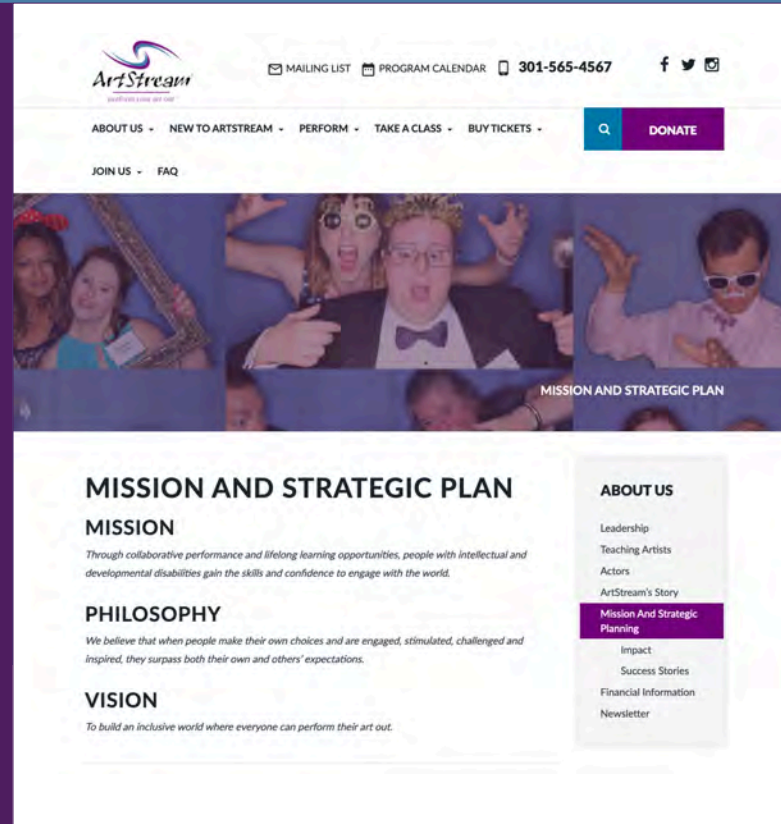 ArtStream
perform your art out
MAILING LIST PROGRAM CALENDAR 301-565-4567
ABOUT US NEW TO ARTSTREAM PERFORM TAKE A CLASS BUY TICKETS
DONATE
JOIN US FAQ
MISSION AND STRATEGIC PLAN
MISSION AND STRATEGIC PLAN
MISSION
Through collaborative performance and lifelong learning opportunities, people with intellectual and
developmental disabilities gain the skills and confidence to engage with the world.
PHILOSOPHY
We believe that when people make their own choices and are engaged, stimulated, challenged and
inspired, they surpass both their own and others' expectations.
VISION
To build an inclusive world where everyone can perform their art out.
ABOUT US
Leadership
Teaching Artists
Actors
ArtStream's Story
Mission And Strategic
Planning
Impact
Success Stories
Financial Information
Newsletter